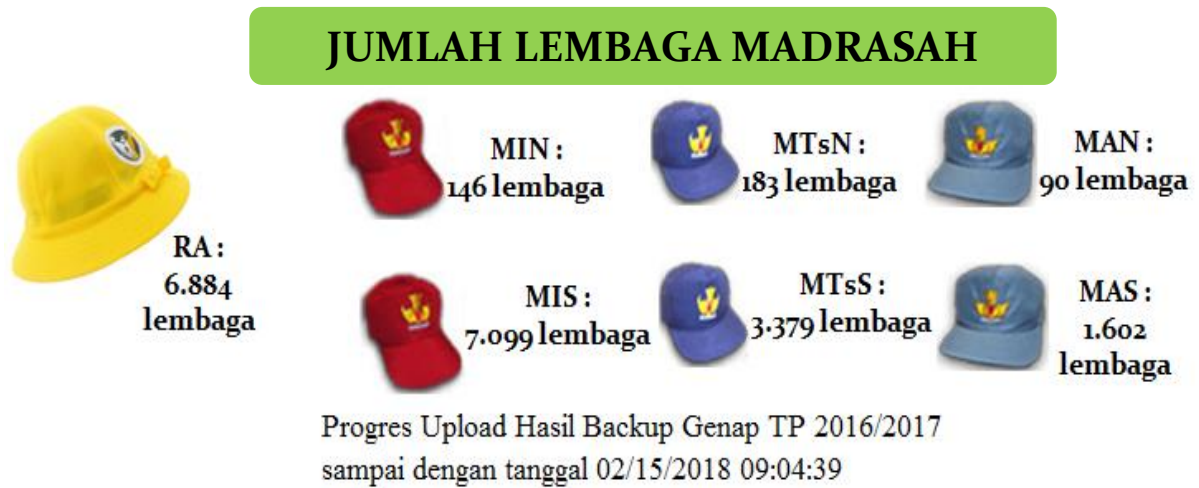 JUMLAH LEMBAGA MADRASAH
RA :
6.884
lembaga
MIN :
146 lembaga
MTsN :
183 lembaga
MAN :
90 lembaga
MIS :
7.099 lembaga
MTsS :
3.379 lembaga
MAS :
1.602
lembaga
Progres Upload Hasil Backup Genap TP 2016/2017
sampai dengan tanggal 02/15/2018 09:04:39